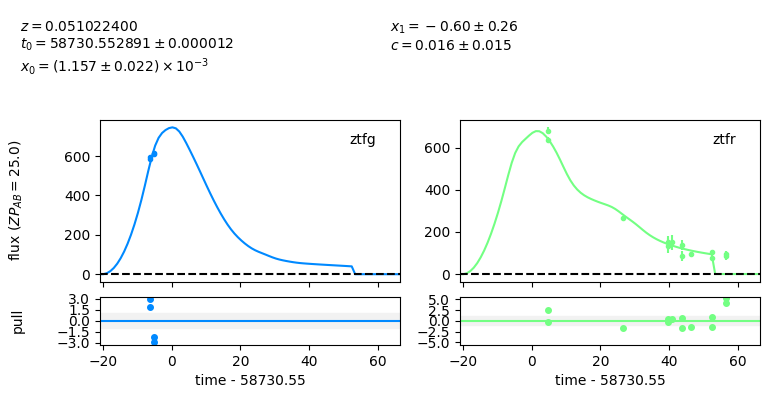 z = 0.051022400
t₀ = 58730.552891 ± 0.000012
x₀ = (1.157 ± 0.022) × 10⁻³
x₁ = −0.60 ± 0.26
c = 0.016 ± 0.015
flux (ZP_AB = 25.0)
600
400
200
0
ztfg
600
400
200
0
ztfr
pull
3.0
1.5
0.0
−1.5
−3.0
−20
0
20
40
60
time - 58730.55
5.0
2.5
0.0
−2.5
−5.0
−20
0
20
40
60
time - 58730.55